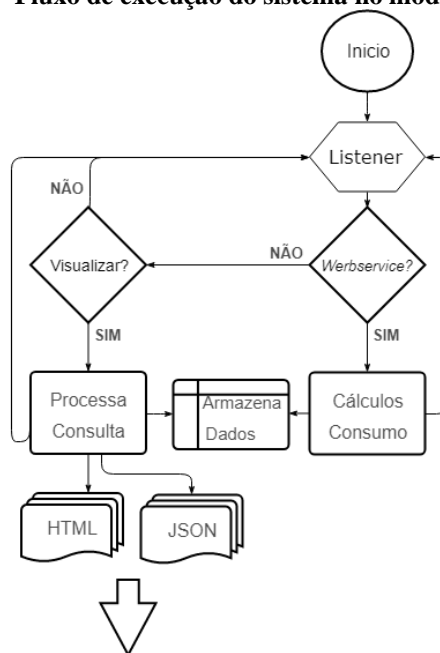 Fluxo de execução do sistema no mod
Inicio
Listener
NÃO
NÃO
Visualizar?
Werbservice?
SIM
SIM
Processa
Consulta
Armazena
Dados
Cálculos
Consumo
HTML
JSON